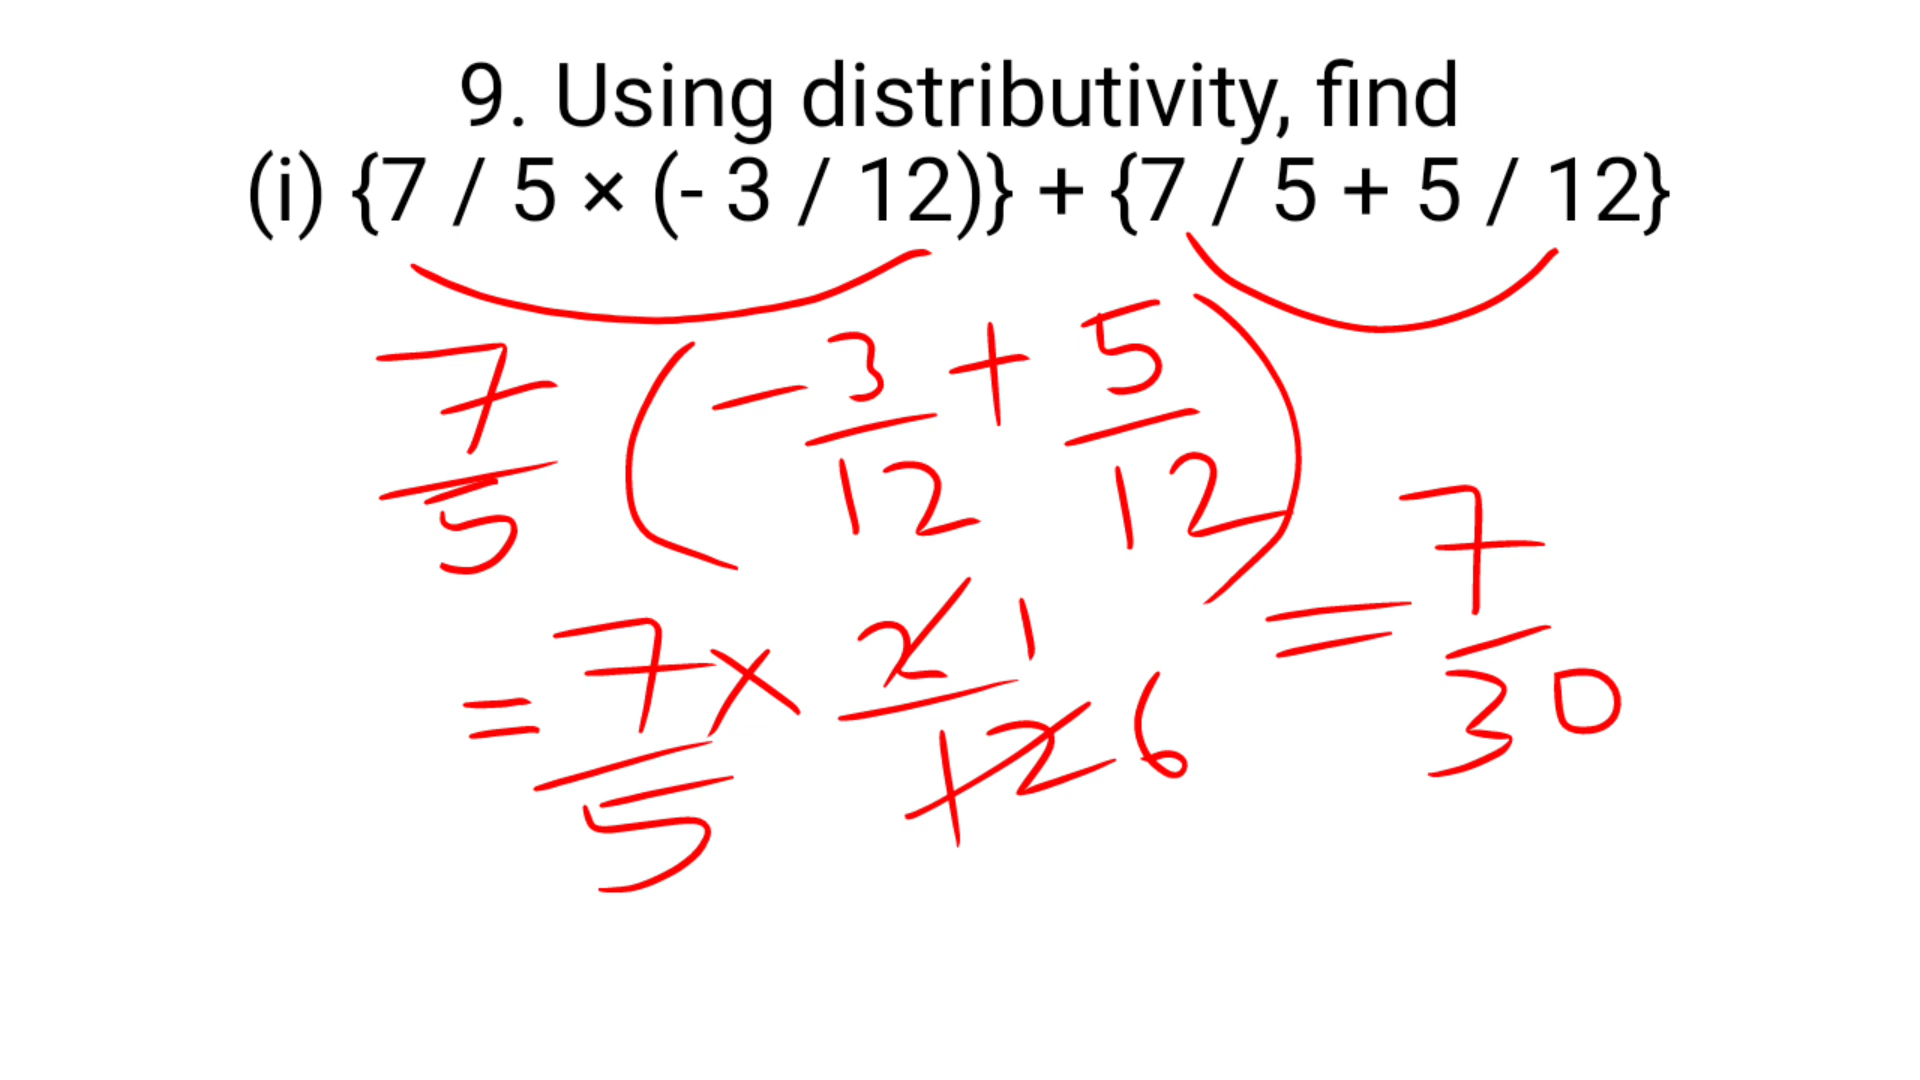 9. Using distributivity, find
(i) {7 / 5 × (- 3 / 12)} + {7 / 5 + 5 / 12}
7/5 (-3/12 + 5/12)
= 7/5 × 2/12 1 6 = 7/30